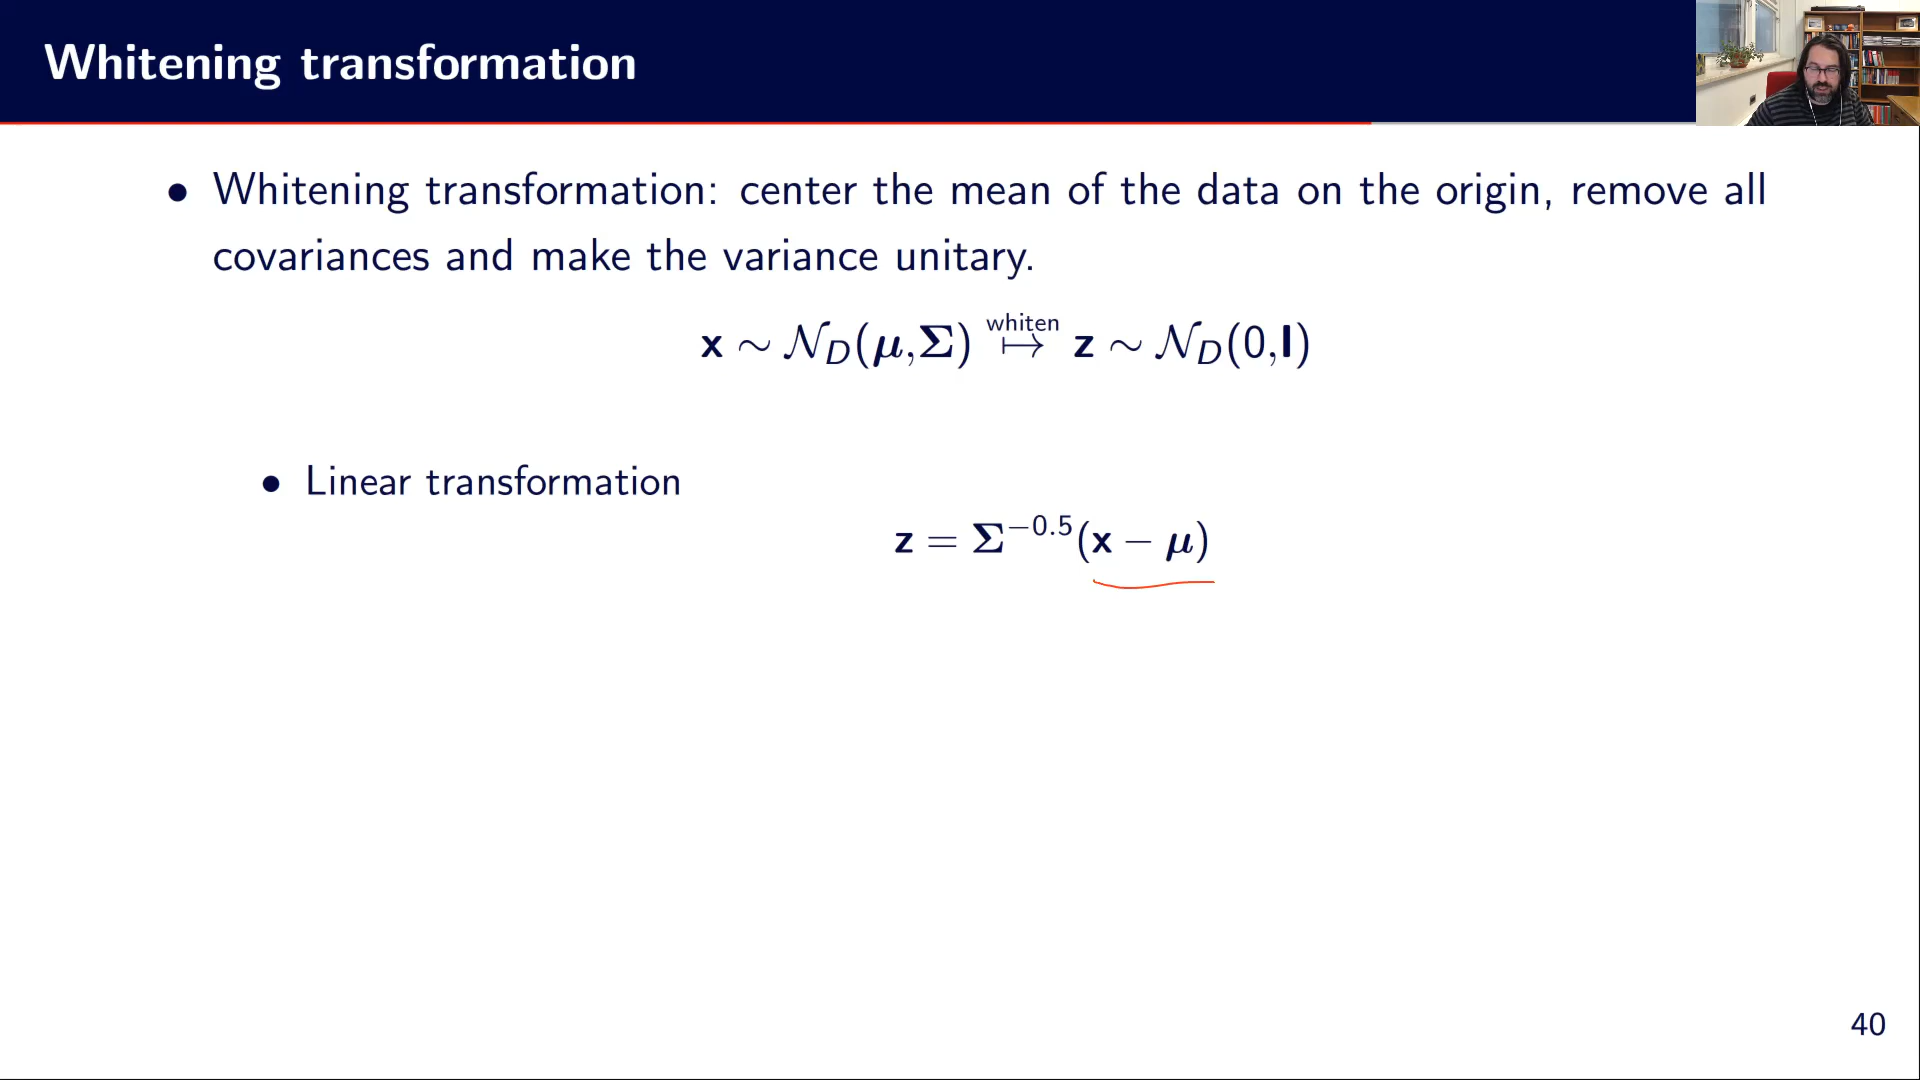 Whitening transformation
• Whitening transformation: center the mean of the data on the origin, remove all
covariances and make the variance unitary.
x ∼ 𝒩_D(μ,Σ) ↦^{whiten} z ∼ 𝒩_D(0,I)
• Linear transformation
z = Σ^{−0.5}(x − μ)
40